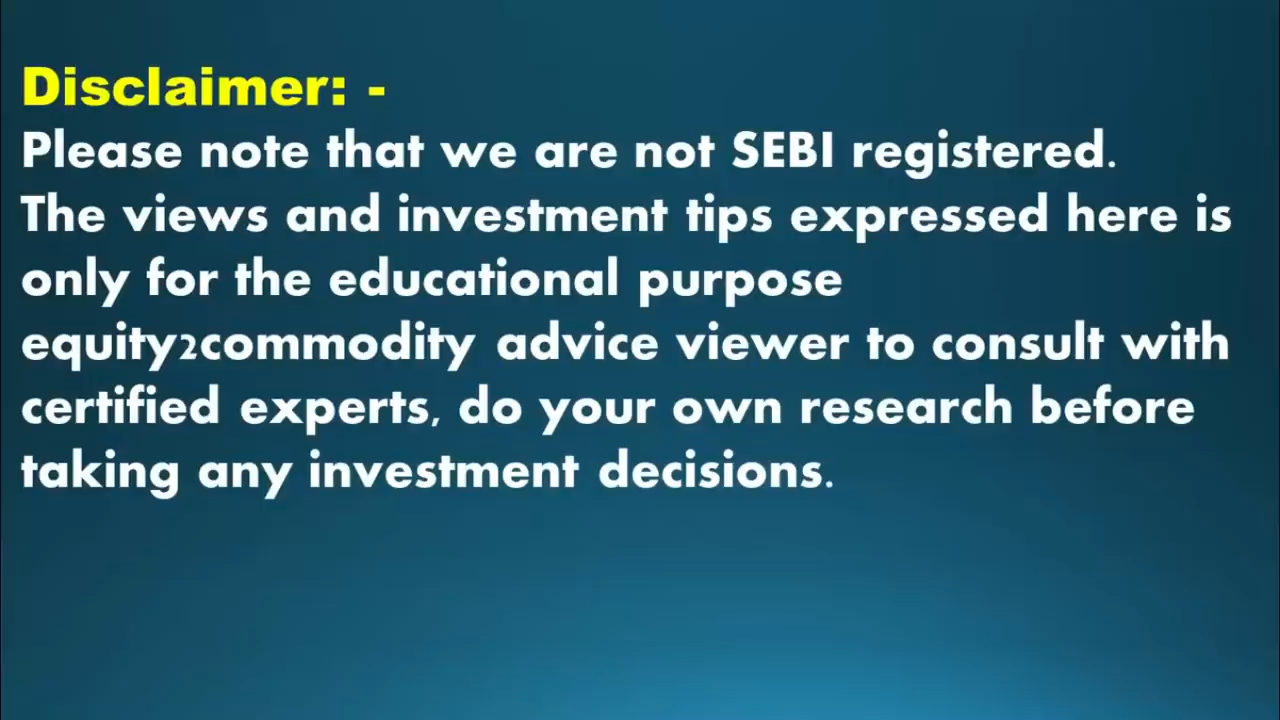 Disclaimer: -
Please note that we are not SEBI registered.
The views and investment tips expressed here is
only for the educational purpose
equity2commodity advice viewer to consult with
certified experts, do your own research before
taking any investment decisions.